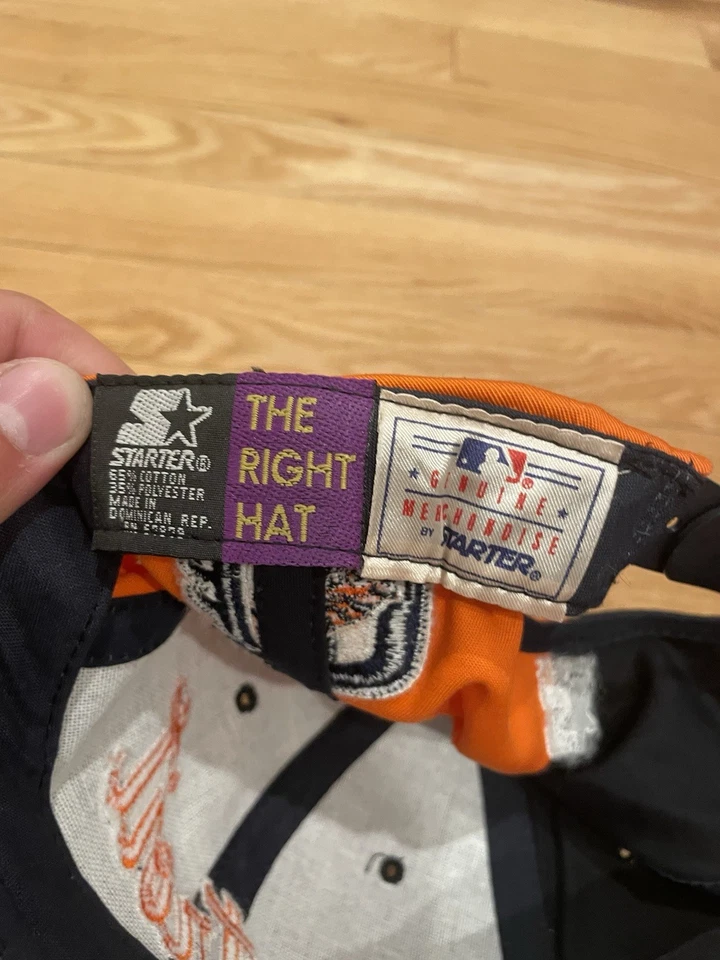 STARTER®
65% COTTON
35% POLYESTER
MADE IN
DOMINICAN REP.
THE
RIGHT
HAT
GENUINE
MERCHANDISE
BY STARTER®